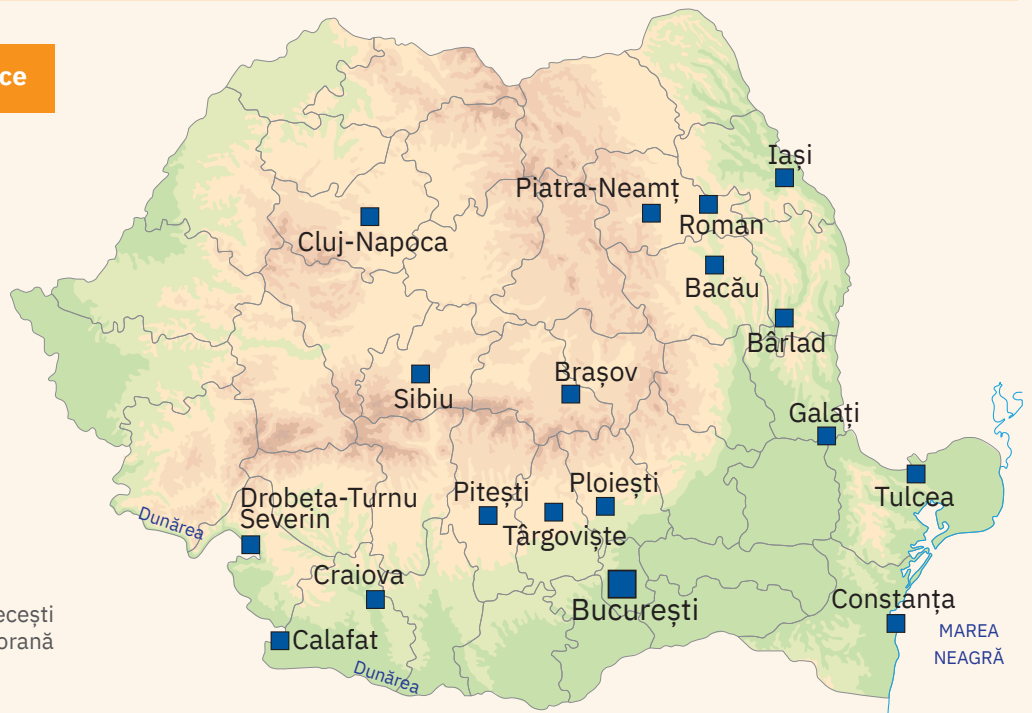 ce
Iași
Piatra-Neamț
Roman
Cluj-Napoca
Bacău
Bârlad
Brașov
Sibiu
Galați
Tulcea
Ploiești
Pitești
Drobeta-Turnu
Severin
Târgoviște
Dunărea
Craiova
București
Constanța
Calafat
MAREA
NEAGRĂ
Dunărea
ecești
orană